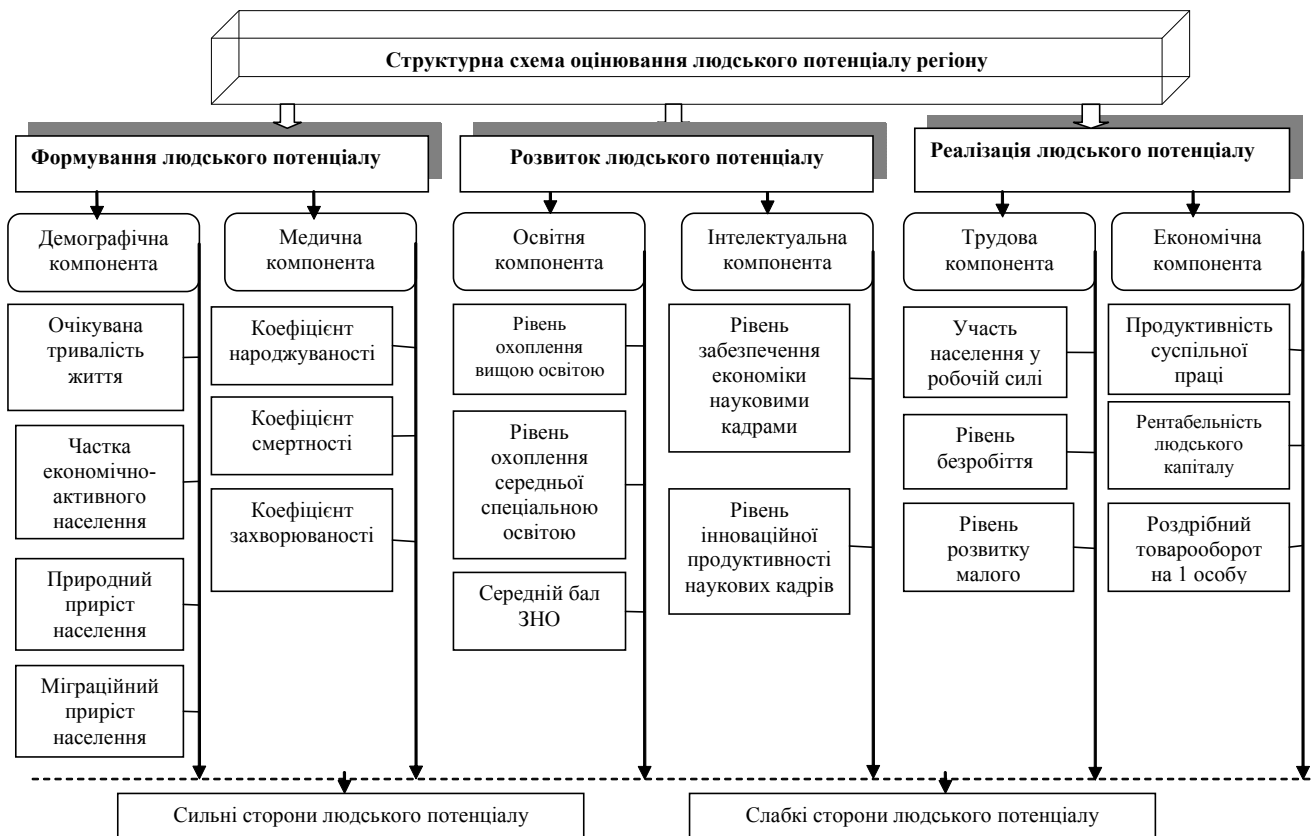 Структурна схема оцінювання людського потенціалу регіону
Формування людського потенціалу
Розвиток людського потенціалу
Реалізація людського потенціалу
Демографічна
компонента
Медична
компонента
Освітня
компонента
Інтелектуальна
компонента
Трудова
компонента
Економічна
компонента
Очікувана
тривалість
життя
Частка
економічно-
активного
населення
Природний
приріст
населення
Міграційний
приріст
населення
Коефіцієнт
народжуваності
Коефіцієнт
смертності
Коефіцієнт
захворюваності
Рівень
охоплення
вищою освітою
Рівень
охоплення
середньої
спеціальною
освітою
Середній бал
ЗНО
Рівень
забезпечення
економіки
науковими
кадрами
Рівень
інноваційної
продуктивності
наукових кадрів
Участь
населення у
робочій силі
Рівень
безробіття
Рівень
розвитку
малого
Продуктивність
суспільної
праці
Рентабельність
людського
капіталу
Роздрібний
товарооборот
на 1 особу
Сильні сторони людського потенціалу
Слабкі сторони людського потенціалу